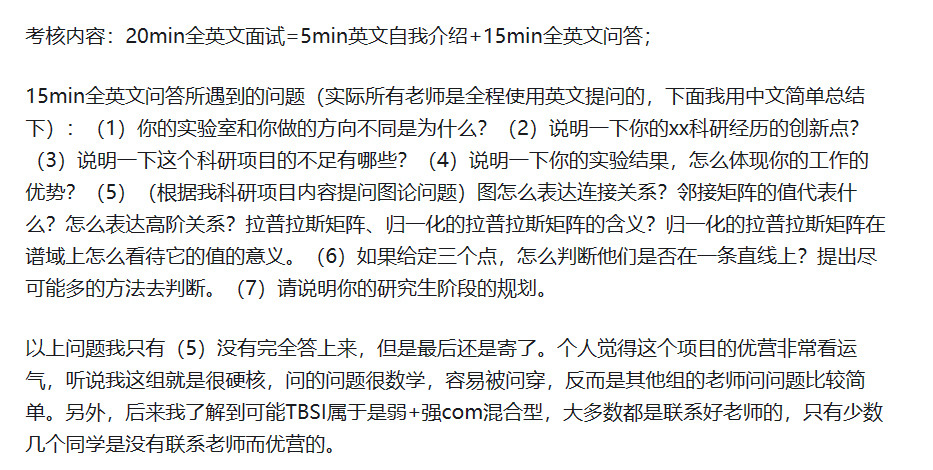 考核内容：20min全英文面试=5min英文自我介绍+15min全英文问答；
15min全英文问答所遇到的问题（实际所有老师是全程使用英文提问的，下面我用中文简单总结
下）：（1）你的实验室和你做的方向不同是为什么？（2）说明一下你的xx科研经历的创新点？
（3）说明一下这个科研项目的不足有哪些？（4）说明一下你的实验结果，怎么体现你的工作的
优势？（5）（根据我科研项目内容提问图论问题）图怎么表达连接关系？邻接矩阵的值代表什
么？怎么表达高阶关系？拉普拉斯矩阵、归一化的拉普拉斯矩阵的含义？归一化的拉普拉斯矩阵在
谱域上怎么看待它的值的意义。（6）如果给定三个点，怎么判断他们是否在一条直线上？提出尽
可能多的方法去判断。（7）请说明你的研究生阶段的规划。
以上问题我只有（5）没有完全答上来，但是最后还是寄了。个人觉得这个项目的优营非常看运
气，听说我这组就是很硬核，问的问题很数学，容易被问穿，反而是其他组的老师问问题比较简
单。另外，后来我了解到可能TBSI属于是弱+强com混合型，大多数都是联系好老师的，只有少数
几个同学是没有联系老师而优营的。